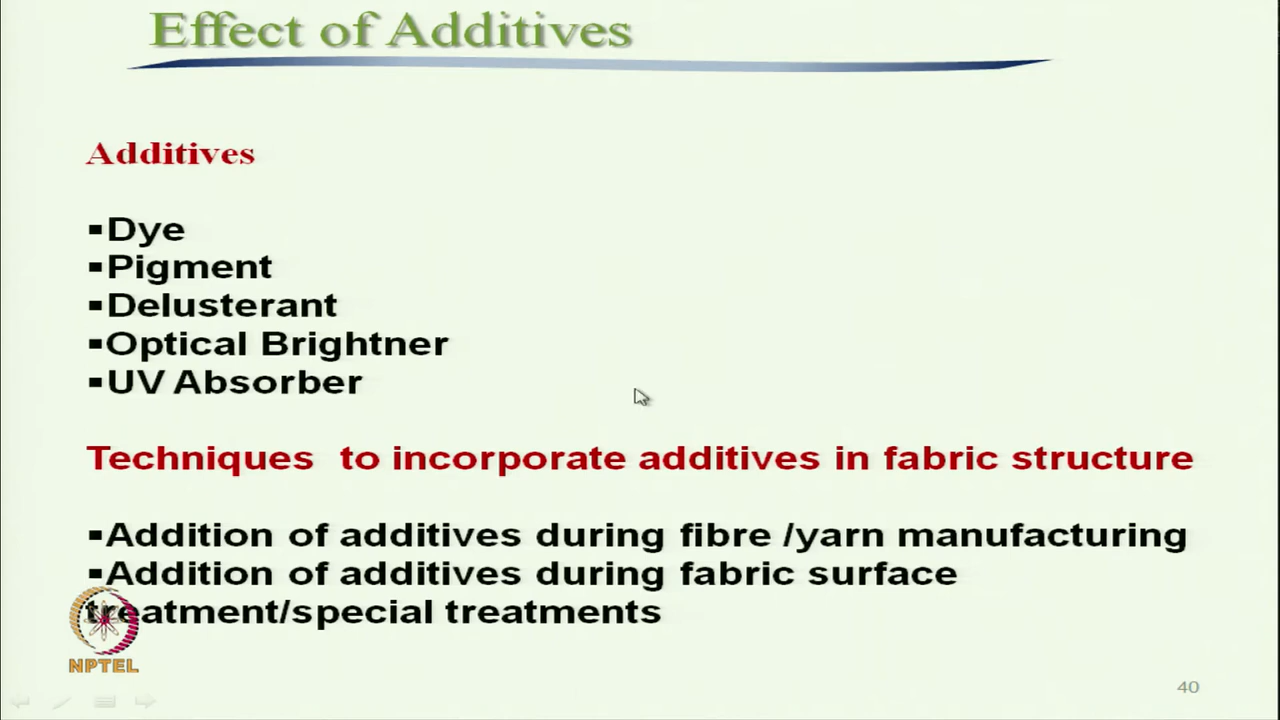 Effect of Additives
Additives
▪Dye
▪Pigment
▪Delusterant
▪Optical Brightner
▪UV Absorber
Techniques to incorporate additives in fabric structure
▪Addition of additives during fibre /yarn manufacturing
▪Addition of additives during fabric surface
treatment/special treatments
NPTEL
40